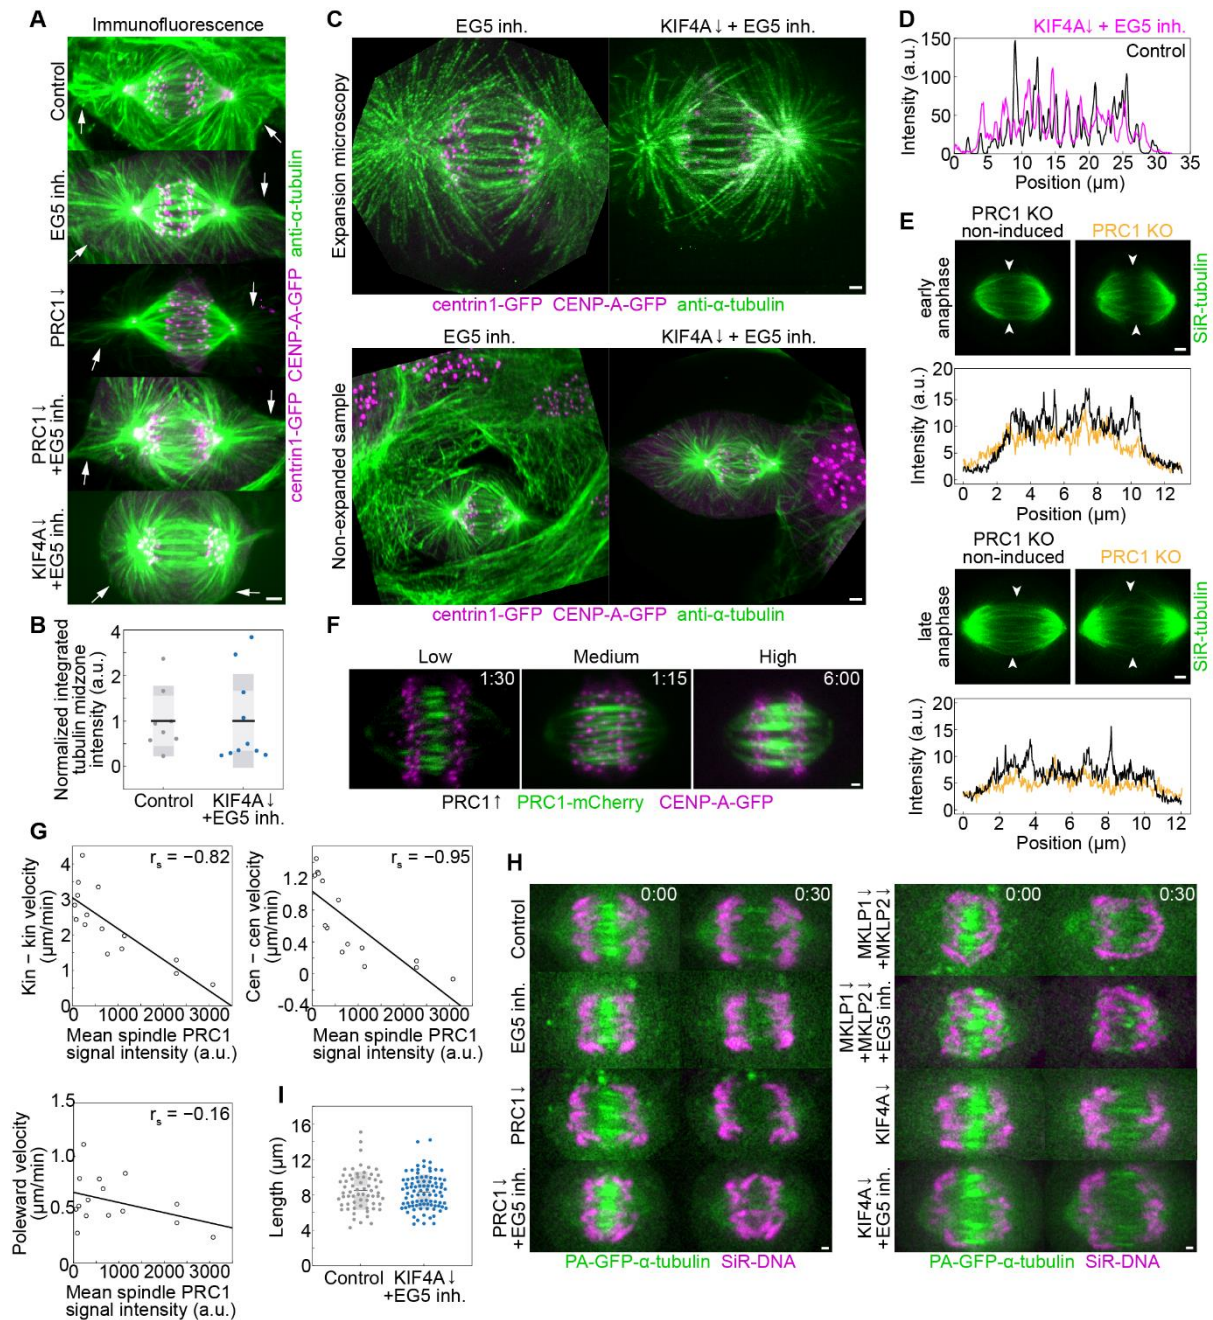 A
Immunofluorescence
Control
EG5 inh.
PRC1↓
PRC1↓
+EG5 inh.
KIF4A↓
+EG5 inh.
centrin1-GFP CENP-A-GFP anti-α-tubulin
B
Normalized integrated
tubulin midzone
intensity (a.u.)
4
2
1
0
Control
KIF4A↓
+EG5 inh.
C
EG5 inh.
KIF4A↓ + EG5 inh.
Expansion microscopy
centrin1-GFP CENP-A-GFP anti-α-tubulin
EG5 inh.
KIF4A↓ + EG5 inh.
Non-expanded sample
centrin1-GFP CENP-A-GFP anti-α-tubulin
D
KIF4A↓ + EG5 inh.
Control
Intensity (a.u.)
150
100
50
0
0 5 10 15 20 25 30 35
Position (µm)
E
PRC1 KO
non-induced
PRC1 KO
early
anaphase
SiR-tubulin
Intensity (a.u.)
20
15
10
5
0
0 2 4 6 8 10 12
Position (µm)
PRC1 KO
non-induced
PRC1 KO
late
anaphase
SiR-tubulin
Intensity (a.u.)
20
15
10
5
0
0 2 4 6 8 10 12
Position (µm)
F
Low Medium High
1:30 1:15 6:00
PRC1↑ PRC1-mCherry CENP-A-GFP
G
Kin − kin velocity
(µm/min)
4
3
2
1
0
r_s = −0.82
0 1000 2000 3000
Mean spindle PRC1
signal intensity (a.u.)
Cen − cen velocity
(µm/min)
1.2
0.8
0.4
0
-0.4
r_s = −0.95
0 1000 2000 3000
Mean spindle PRC1
signal intensity (a.u.)
Poleward velocity
(µm/min)
1.5
1.0
0.5
0
r_s = −0.16
0 1000 2000 3000
Mean spindle PRC1
signal intensity (a.u.)
H
0:00 0:30
Control
EG5 inh.
PRC1↓
PRC1↓
+EG5 inh.
PA-GFP-α-tubulin SiR-DNA
0:00 0:30
MKLP1↓
+MKLP2↓
MKLP1↓
+MKLP2↓
+EG5 inh.
KIF4A↓
KIF4A↓
+EG5 inh.
PA-GFP-α-tubulin SiR-DNA
I
Length (µm)
16
12
8
4
0
Control
KIF4A↓
+EG5 inh.